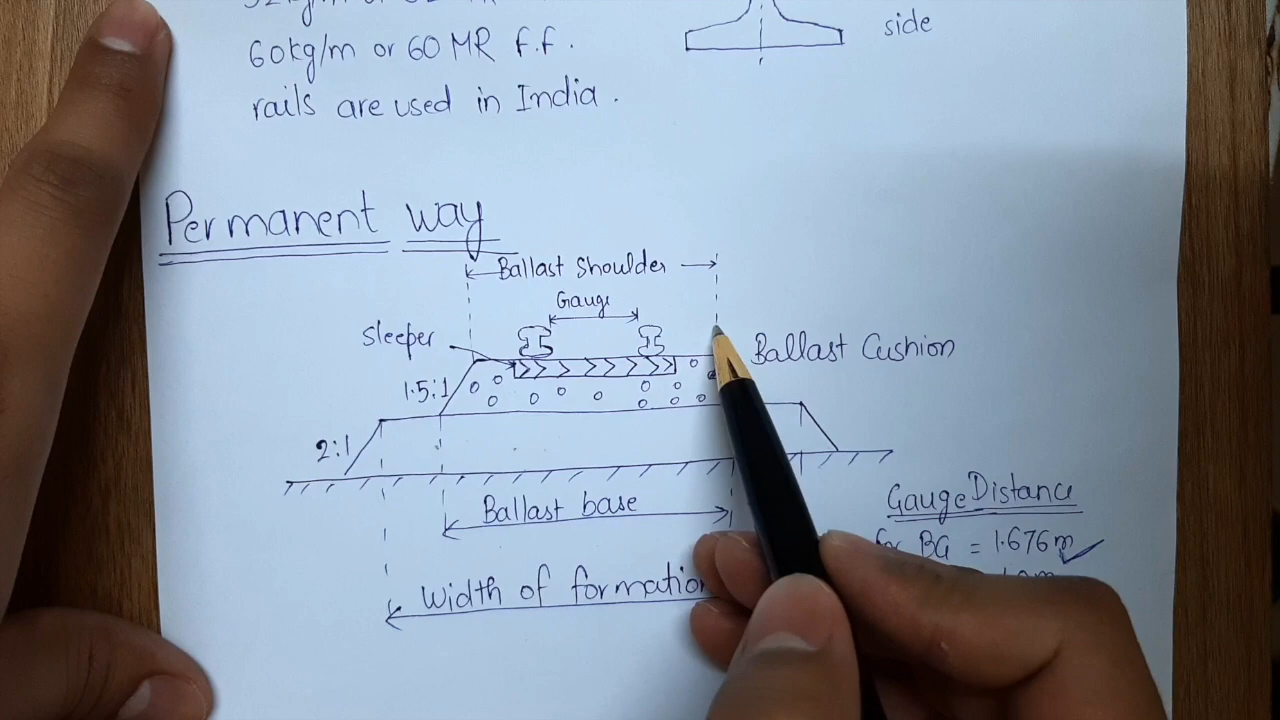 60kg/m or 60 MR f.f.
side
rails are used in India.
Permanent way
Ballast Shoulder
Gauge
Sleeper
Ballast Cushion
1.5:1
2:1
Ballast base
Gauge Distance
for BG = 1.676m
Width of formation